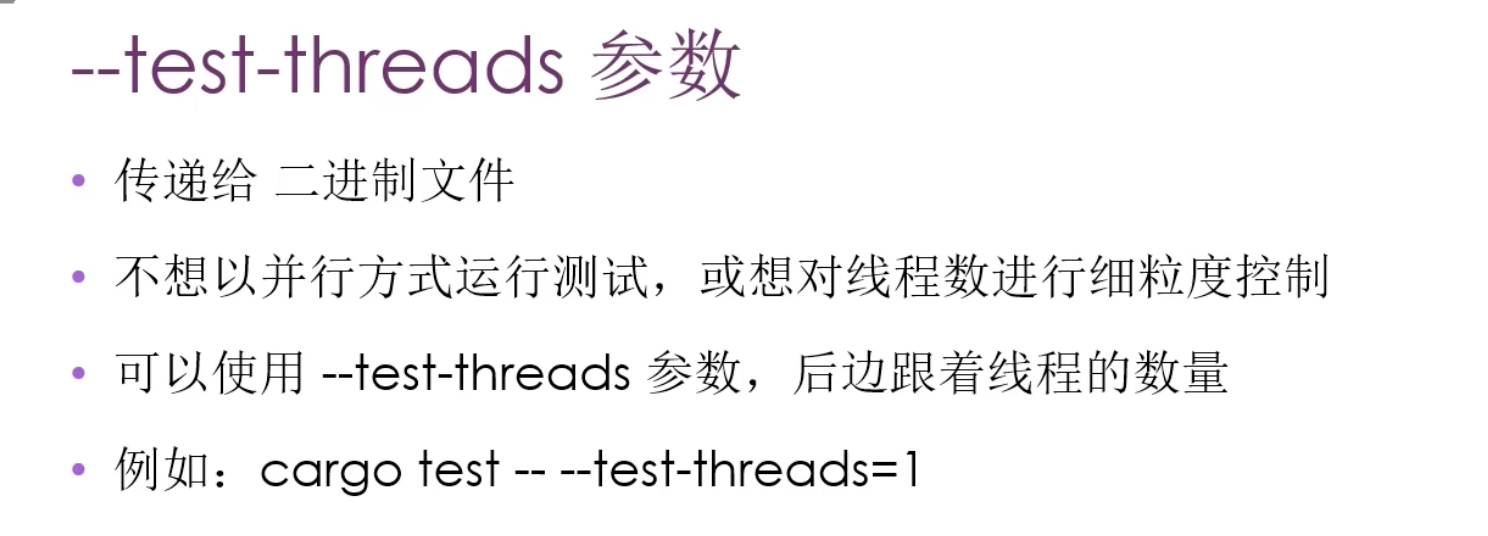 --test-threads 参数
• 传递给 二进制文件
• 不想以并行方式运行测试，或想对线程数进行细粒度控制
• 可以使用 --test-threads 参数，后边跟着线程的数量
• 例如：cargo test -- --test-threads=1